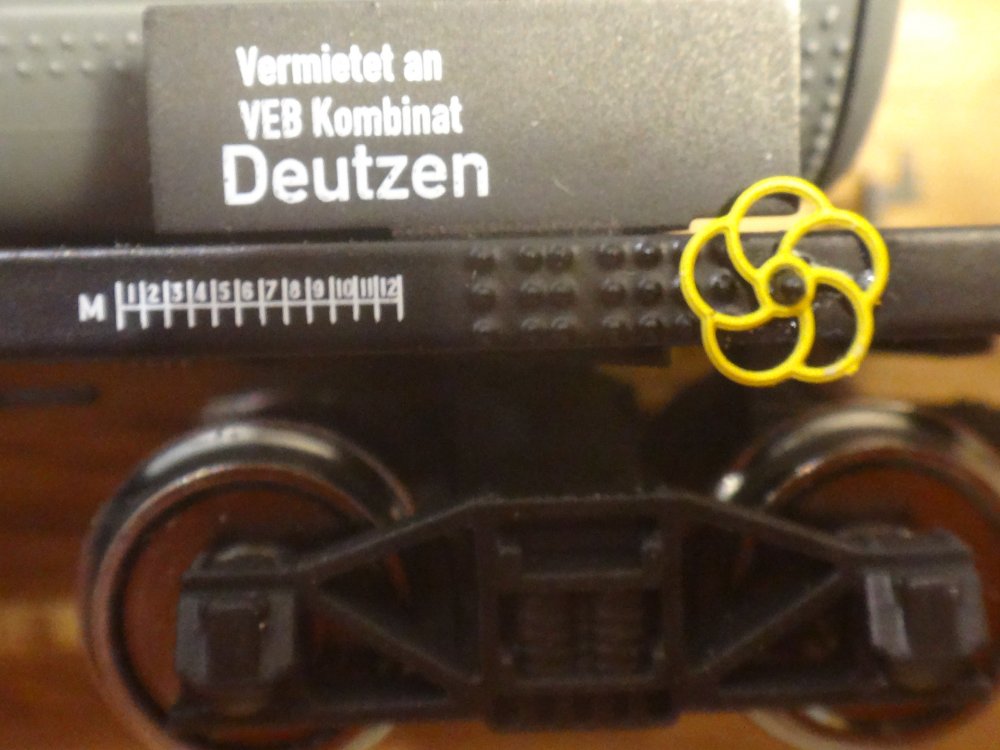 Vermietet an
VEB Kombinat
Deutzen
M 1 2 3 4 5 6 7 8 9 10 11 12